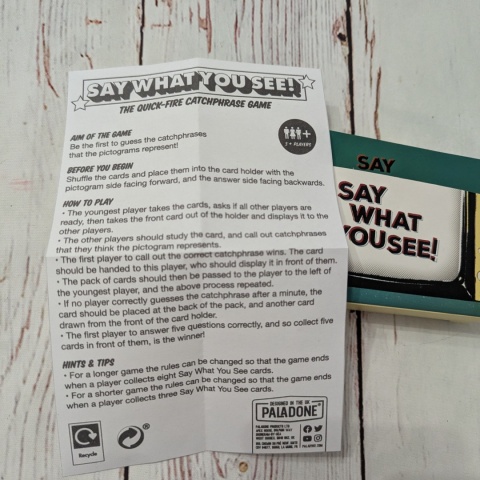 SAY WHAT YOU SEE!
THE QUICK-FIRE CATCHPHRASE GAME
AIM OF THE GAME
Be the first to guess the catchphrases
that the pictograms represent!
3 + PLAYERS
BEFORE YOU BEGIN
Shuffle the cards and place them into the card holder with the
pictogram side facing forward, and the answer side facing backwards.
HOW TO PLAY
• The youngest player takes the cards, asks if all other players are
ready, then takes the front card out of the holder and displays it to the
other players.
• The other players should study the card, and call out catchphrases
that they think the pictogram represents.
• The first player to call out the correct catchphrase wins. The card
should be handed to this player, who should display it in front of them.
• The pack of cards should then be passed to the player to the left of
the youngest player, and the above process repeated.
• If no player correctly guesses the catchphrase after a minute, the
card should be placed at the back of the pack, and another card
drawn from the front of the card holder.
• The first player to answer five questions correctly, and so collect five
cards in front of them, is the winner!
HINTS & TIPS
• For a longer game the rules can be changed so that the game ends
when a player collects eight Say What You See cards.
• For a shorter game the rules can be changed so that the game ends
when a player collects three Say What You See cards.
Recycle
®
DESIGNED IN THE UK
PALADONE
PALADONE PRODUCTS LTD
PALADONE.COM
SAY
SAY
WHAT
YOU SEE!